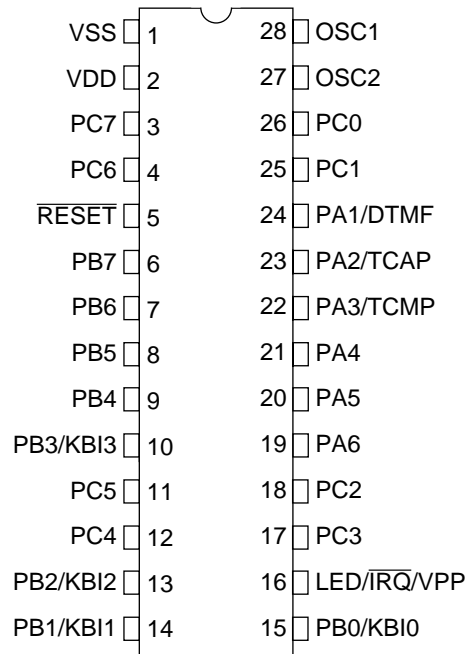 VSS 1 28 OSC1
VDD 2 27 OSC2
PC7 3 26 PC0
PC6 4 25 PC1
R̅E̅S̅E̅T̅ 5 24 PA1/DTMF
PB7 6 23 PA2/TCAP
PB6 7 22 PA3/TCMP
PB5 8 21 PA4
PB4 9 20 PA5
PB3/KBI3 10 19 PA6
PC5 11 18 PC2
PC4 12 17 PC3
PB2/KBI2 13 16 LED/I̅R̅Q̅/VPP
PB1/KBI1 14 15 PB0/KBI0